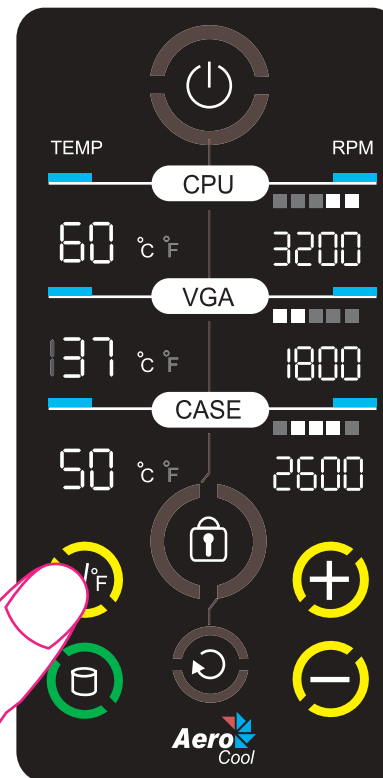 TEMP RPM
CPU
60 °C °F 3200
VGA
137 °C °F 1800
CASE
50 °C °F 2600
/°F
Aero
Cool